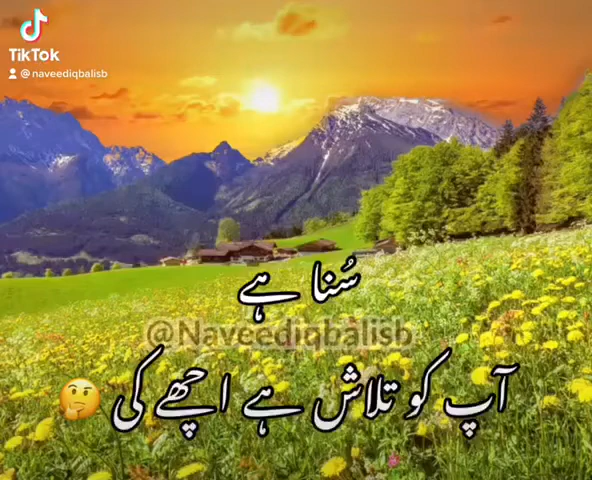 TikTok
@naveediqbalisb
سُنا ہے
@Naveediqbalisb
آپ کو تلاش ہے اچھے کی 🤔